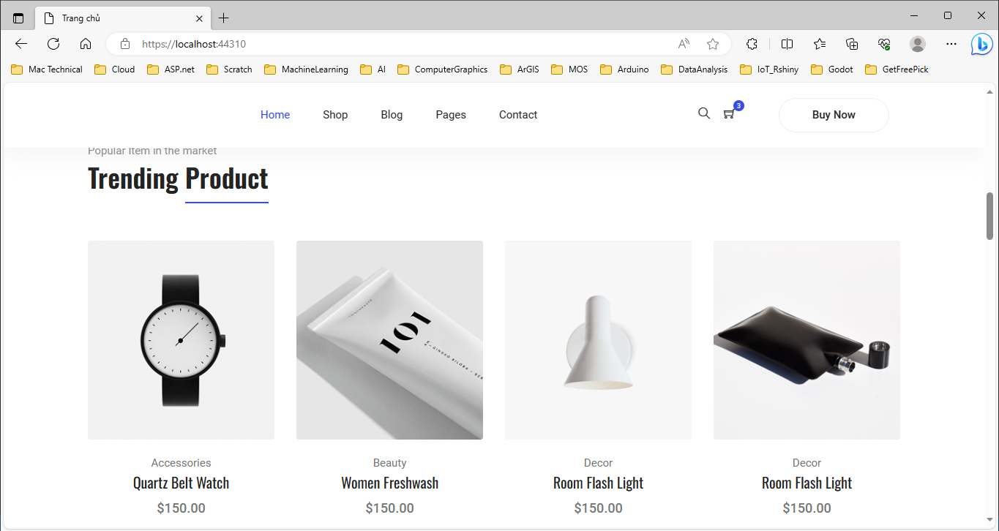 Trang chủ
https://localhost:44310
Mac Technical Cloud ASP.net Scratch MachineLearning AI ComputerGraphics ArGIS MOS Arduino DataAnalysis IoT_Rshiny Godot GetFreePick
Home Shop Blog Pages Contact 3 Buy Now
Popular Item in the market
Trending Product
101
Accessories Beauty Decor Decor
Quartz Belt Watch Women Freshwash Room Flash Light Room Flash Light
$150.00 $150.00 $150.00 $150.00